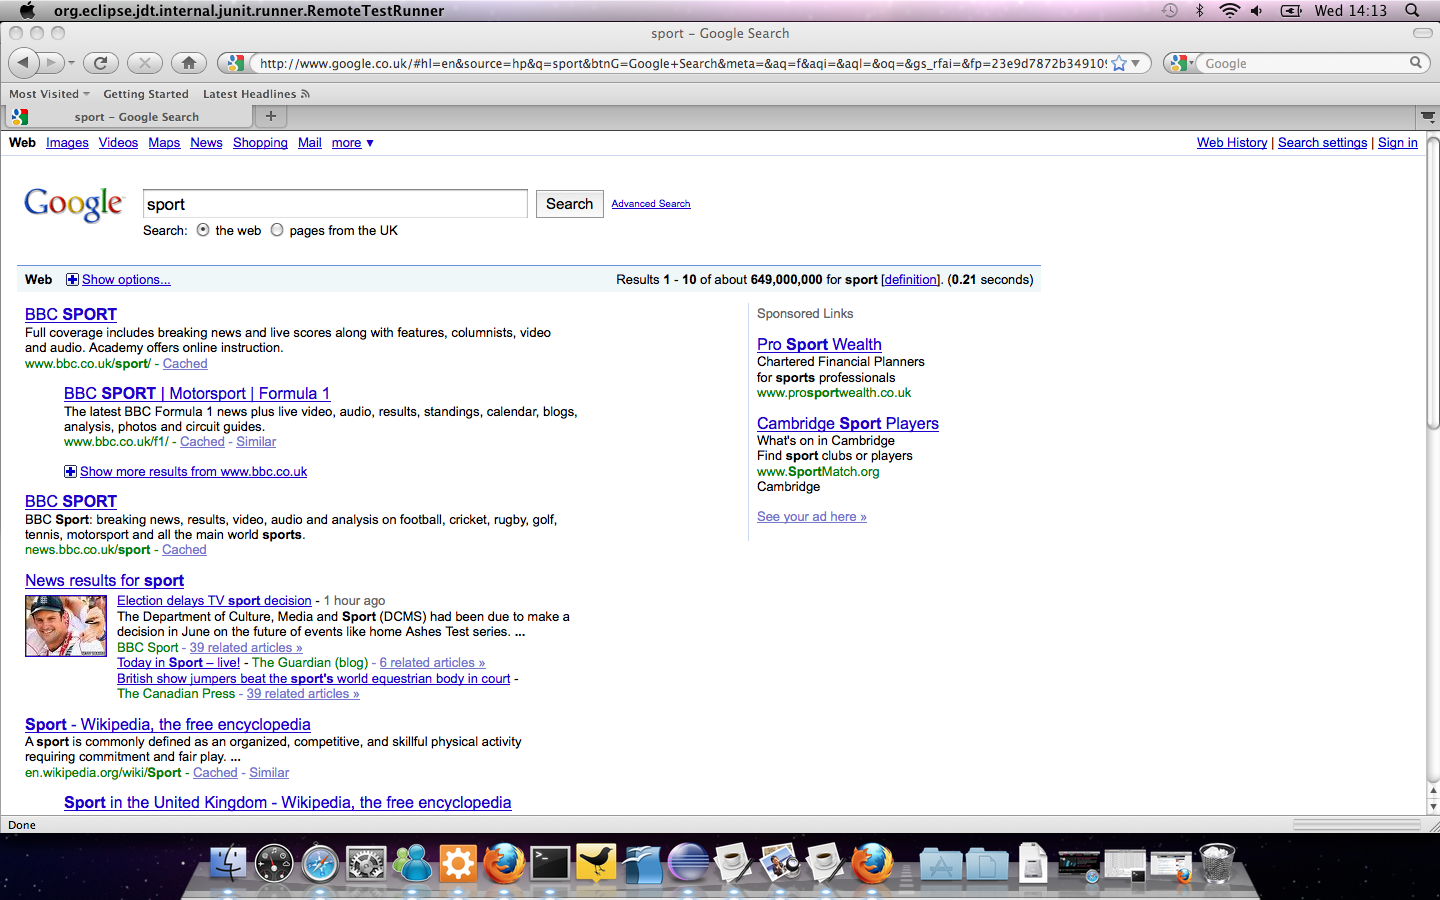 org.eclipse.jdt.internal.junit.runner.RemoteTestRunner
Wed 14:13
sport – Google Search
http://www.google.co.uk/#hl=en&source=hp&q=sport&btnG=Google+Search&meta=&aq=f&aqi=&aql=&oq=&gs_rfai=&fp=23e9d7872b349109
Google
Most Visited
Getting Started
Latest Headlines
sport – Google Search
Web Images Videos Maps News Shopping Mail more ▼
Web History | Search settings | Sign in
Google
sport
Search
Advanced Search
Search: the web pages from the UK
Web Show options...
Results 1 - 10 of about 649,000,000 for sport [definition]. (0.21 seconds)
BBC SPORT
Full coverage includes breaking news and live scores along with features, columnists, video
and audio. Academy offers online instruction.
www.bbc.co.uk/sport/ - Cached
BBC SPORT | Motorsport | Formula 1
The latest BBC Formula 1 news plus live video, audio, results, standings, calendar, blogs,
analysis, photos and circuit guides.
www.bbc.co.uk/f1/ - Cached - Similar
Show more results from www.bbc.co.uk
BBC SPORT
BBC Sport: breaking news, results, video, audio and analysis on football, cricket, rugby, golf,
tennis, motorsport and all the main world sports.
news.bbc.co.uk/sport - Cached
News results for sport
Election delays TV sport decision - 1 hour ago
The Department of Culture, Media and Sport (DCMS) had been due to make a
decision in June on the future of events like home Ashes Test series. ...
BBC Sport - 39 related articles »
Today in Sport – live! - The Guardian (blog) - 6 related articles »
British show jumpers beat the sport's world equestrian body in court -
The Canadian Press - 39 related articles »
Sport - Wikipedia, the free encyclopedia
A sport is commonly defined as an organized, competitive, and skillful physical activity
requiring commitment and fair play. ...
en.wikipedia.org/wiki/Sport - Cached - Similar
Sport in the United Kingdom - Wikipedia, the free encyclopedia
Sponsored Links
Pro Sport Wealth
Chartered Financial Planners
for sports professionals
www.prosportwealth.co.uk
Cambridge Sport Players
What's on in Cambridge
Find sport clubs or players
www.SportMatch.org
Cambridge
See your ad here »
Done